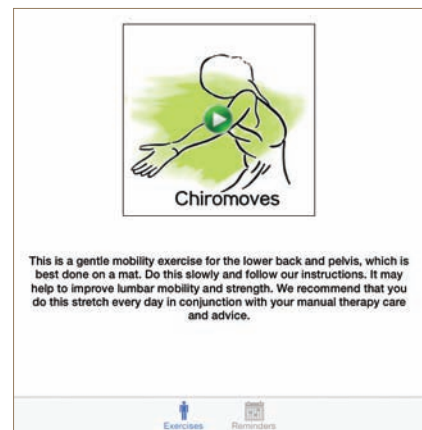 Chiromoves
This is a gentle mobility exercise for the lower back and pelvis, which is
best done on a mat. Do this slowly and follow our instructions. It may
help to improve lumbar mobility and strength. We recommend that you
do this stretch every day in conjunction with your manual therapy care
and advice.
Exercises
Reminders